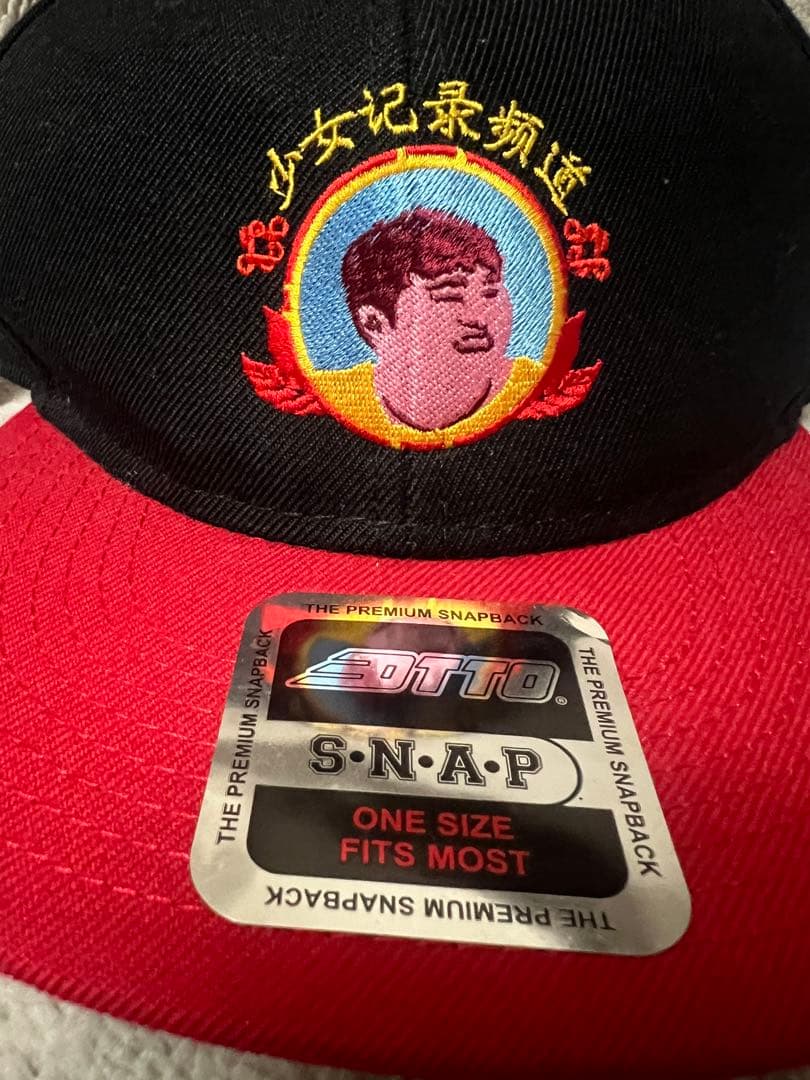 少女记录频道
THE PREMIUM SNAPBACK
OTTO®
S•N•A•P
ONE SIZE
FITS MOST
THE PREMIUM SNAPBACK
THE PREMIUM SNAPBACK
THE PREMIUM SNAPBACK